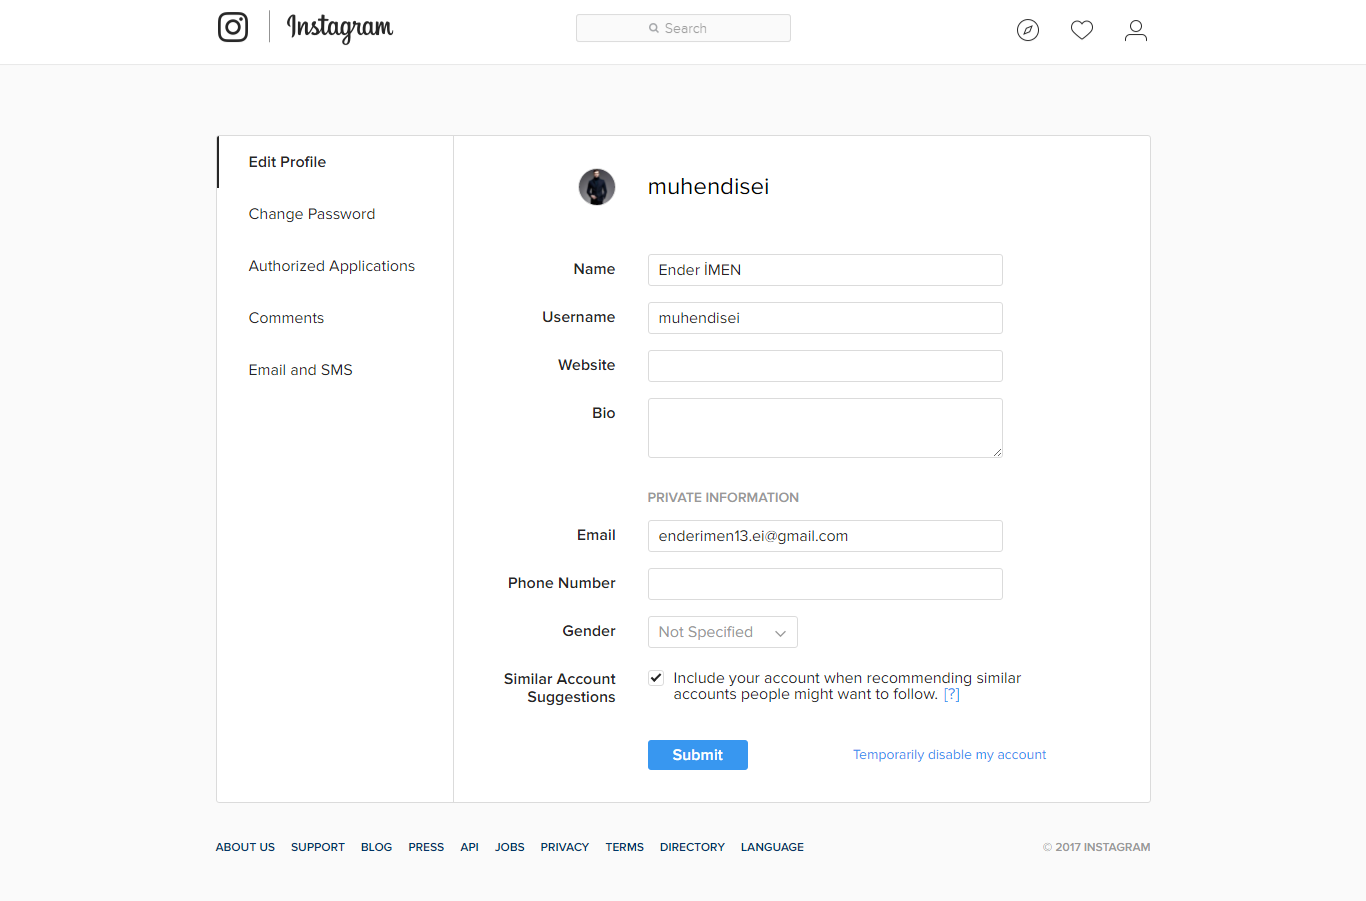 Instagram
Search
Edit Profile
Change Password
Authorized Applications
Comments
Email and SMS
muhendisei
Name
Ender İMEN
Username
muhendisei
Website
Bio
PRIVATE INFORMATION
Email
enderimen13.ei@gmail.com
Phone Number
Gender
Not Specified
Similar Account
Suggestions
Include your account when recommending similar
accounts people might want to follow. [?]
Submit
Temporarily disable my account
ABOUT US SUPPORT BLOG PRESS API JOBS PRIVACY TERMS DIRECTORY LANGUAGE
© 2017 INSTAGRAM